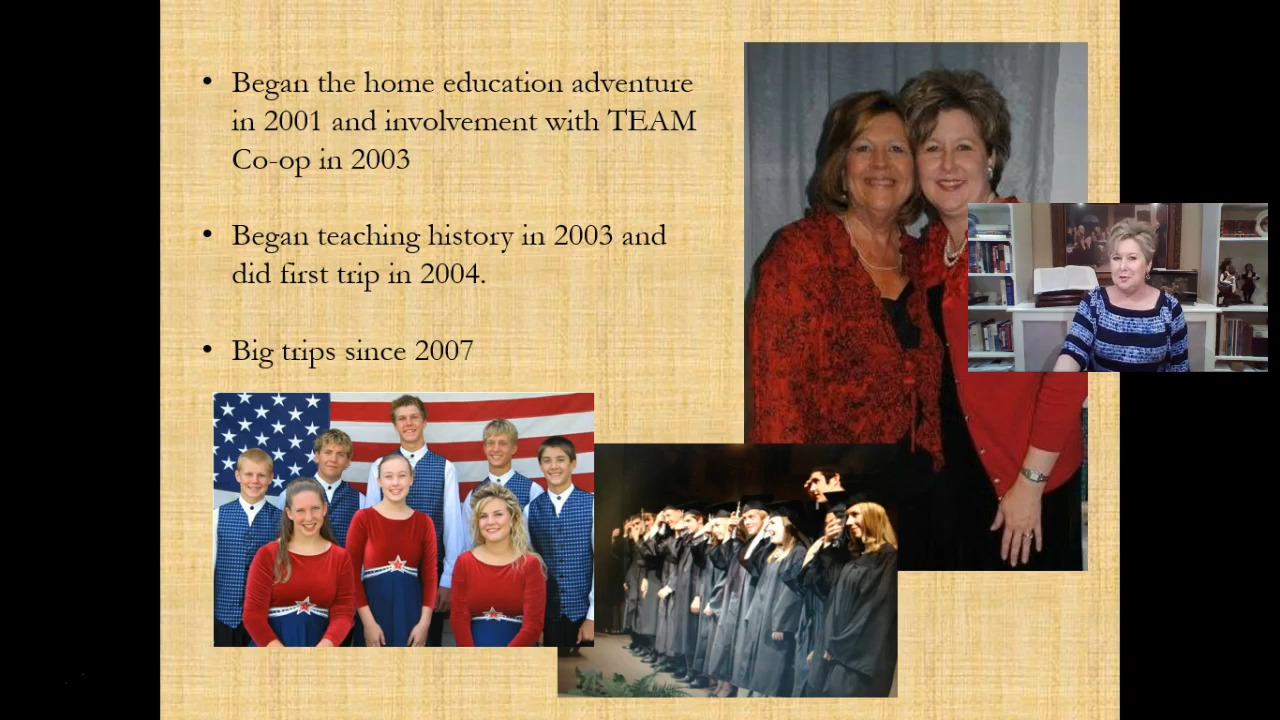 • Began the home education adventure
in 2001 and involvement with TEAM
Co-op in 2003
• Began teaching history in 2003 and
did first trip in 2004.
• Big trips since 2007